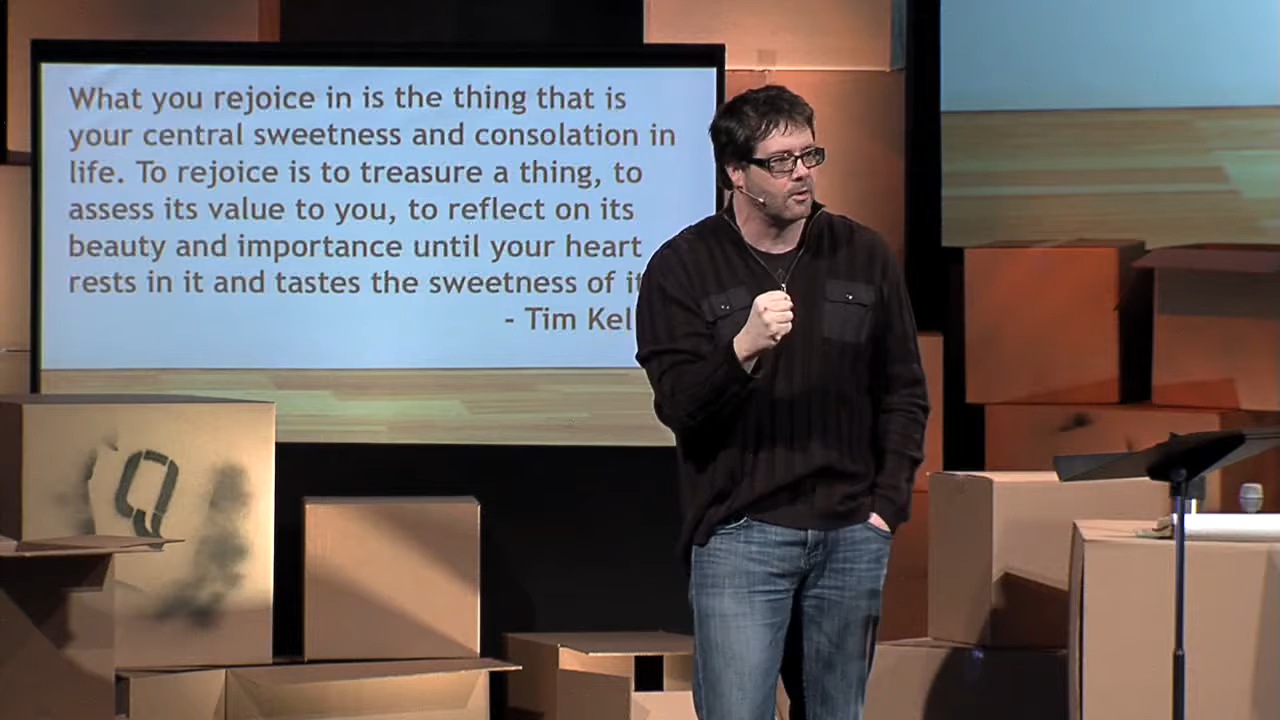 What you rejoice in is the thing that is
your central sweetness and consolation in
life. To rejoice is to treasure a thing, to
assess its value to you, to reflect on its
beauty and importance until your heart
rests in it and tastes the sweetness of it
- Tim Kel
Q